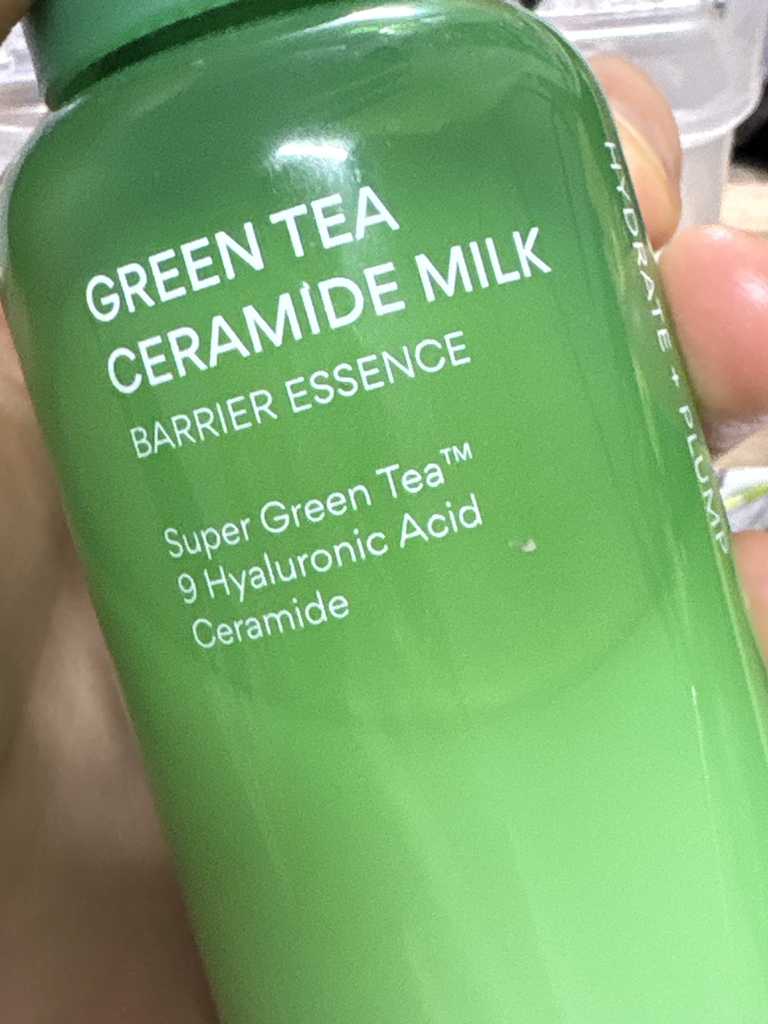 GREEN TEA
CERAMIDE MILK
BARRIER ESSENCE
Super Green Tea™
9 Hyaluronic Acid
Ceramide
HYDRATE + PLUMP